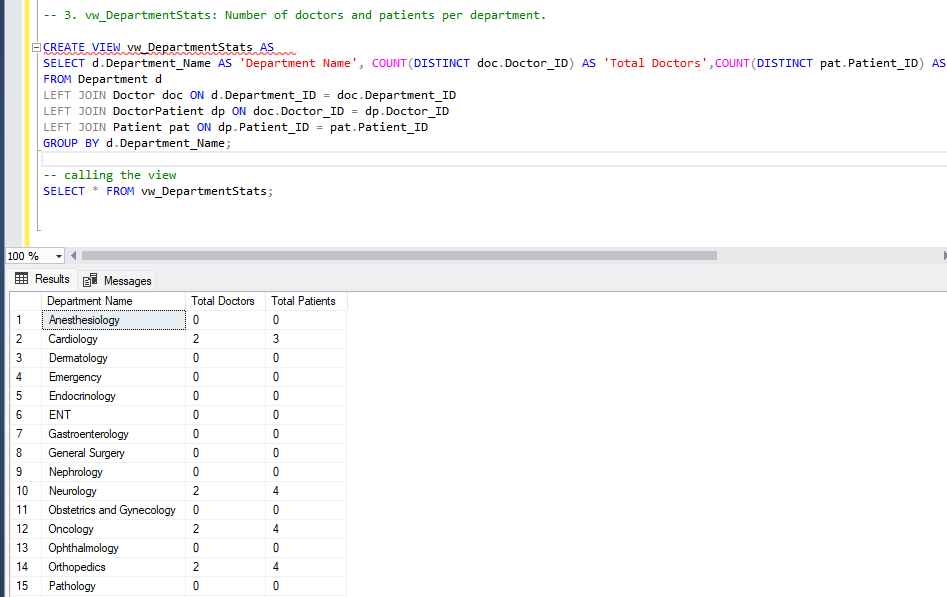 -- 3. vw_DepartmentStats: Number of doctors and patients per department.
CREATE VIEW vw_DepartmentStats AS
SELECT d.Department_Name AS 'Department Name', COUNT(DISTINCT doc.Doctor_ID) AS 'Total Doctors',COUNT(DISTINCT pat.Patient_ID) AS
FROM Department d
LEFT JOIN Doctor doc ON d.Department_ID = doc.Department_ID
LEFT JOIN DoctorPatient dp ON doc.Doctor_ID = dp.Doctor_ID
LEFT JOIN Patient pat ON dp.Patient_ID = pat.Patient_ID
GROUP BY d.Department_Name;
-- calling the view
SELECT * FROM vw_DepartmentStats;
100 %
Results Messages
Department Name Total Doctors Total Patients
1 Anesthesiology 0 0
2 Cardiology 2 3
3 Dermatology 0 0
4 Emergency 0 0
5 Endocrinology 0 0
6 ENT 0 0
7 Gastroenterology 0 0
8 General Surgery 0 0
9 Nephrology 0 0
10 Neurology 2 4
11 Obstetrics and Gynecology 0 0
12 Oncology 2 4
13 Ophthalmology 0 0
14 Orthopedics 2 4
15 Pathology 0 0